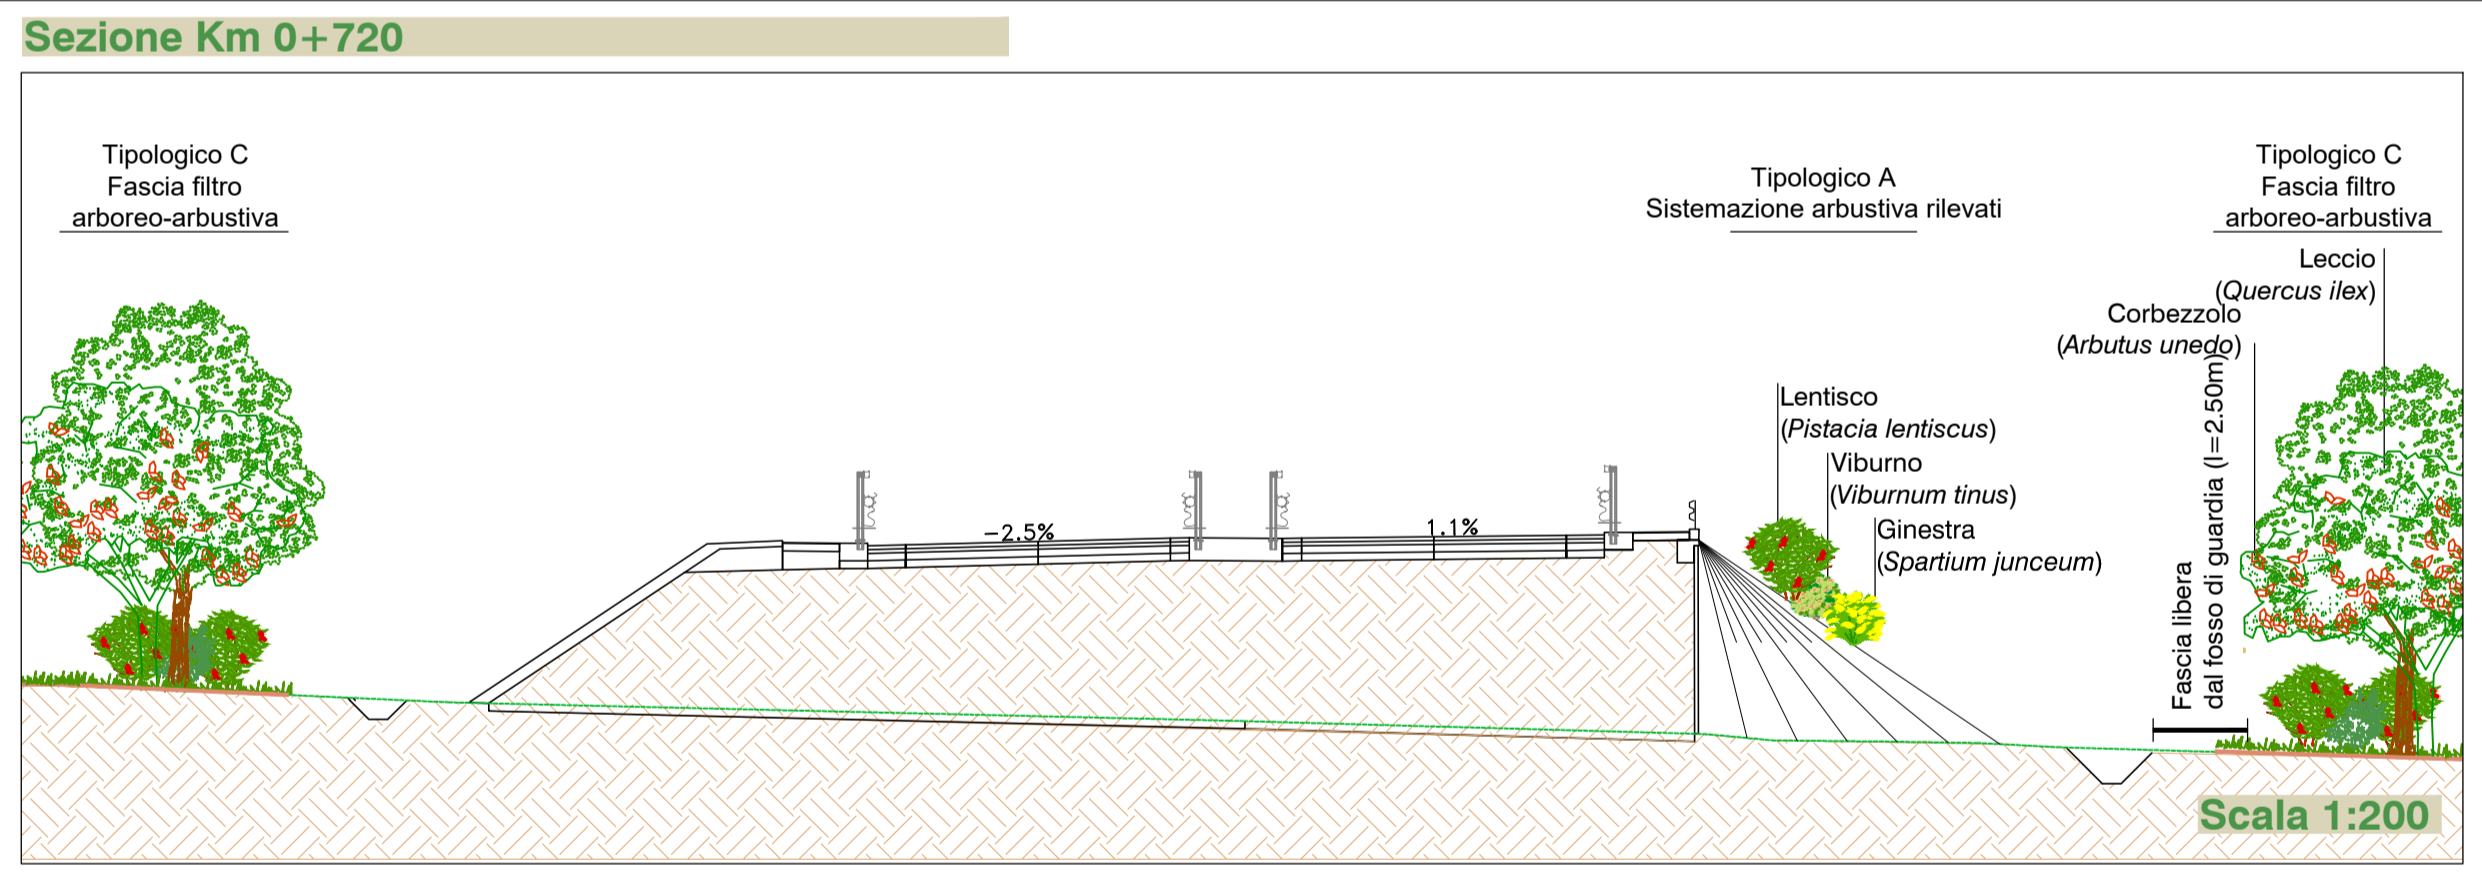 Sezione Km 0+720
Tipologico C
Fascia filtro
arboreo-arbustiva
Tipologico A
Sistemazione arbustiva rilevati
Tipologico C
Fascia filtro
arboreo-arbustiva
Leccio
(Quercus ilex)
Corbezzolo
(Arbutus unedo)
Lentisco
(Pistacia lentiscus)
Viburno
(Viburnum tinus)
Ginestra
(Spartium junceum)
Fascia libera
dal fosso di guardia (l=2.50m)
-2.5%
1.1%
Scala 1:200